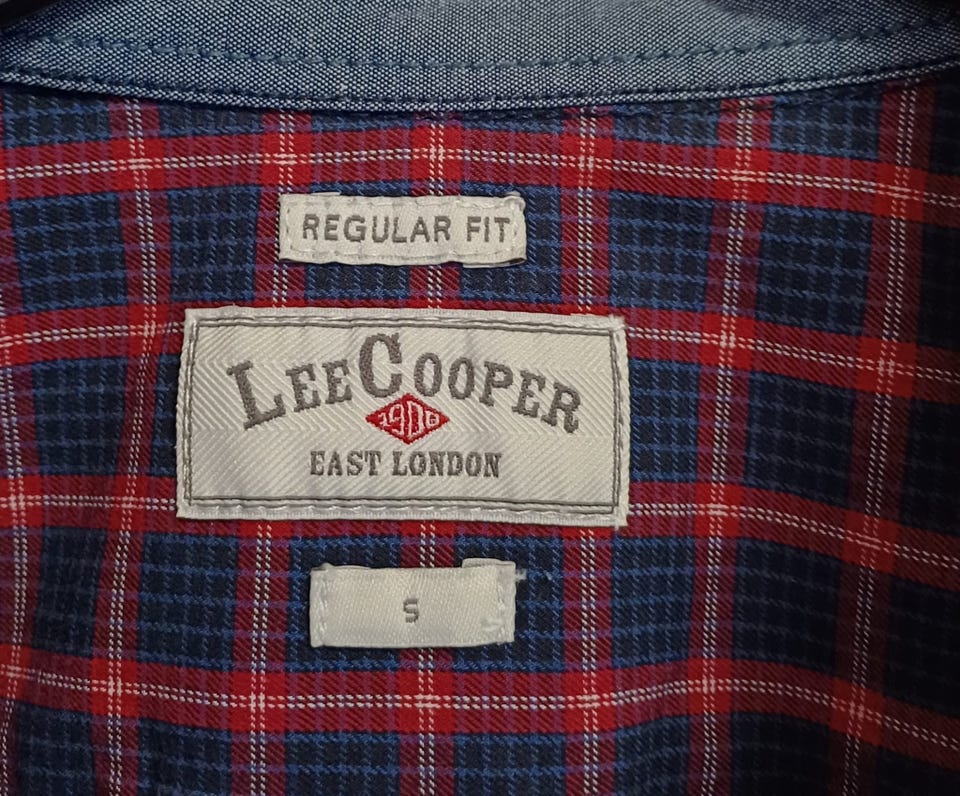 REGULAR FIT
LEE COOPER
1908
EAST LONDON
S